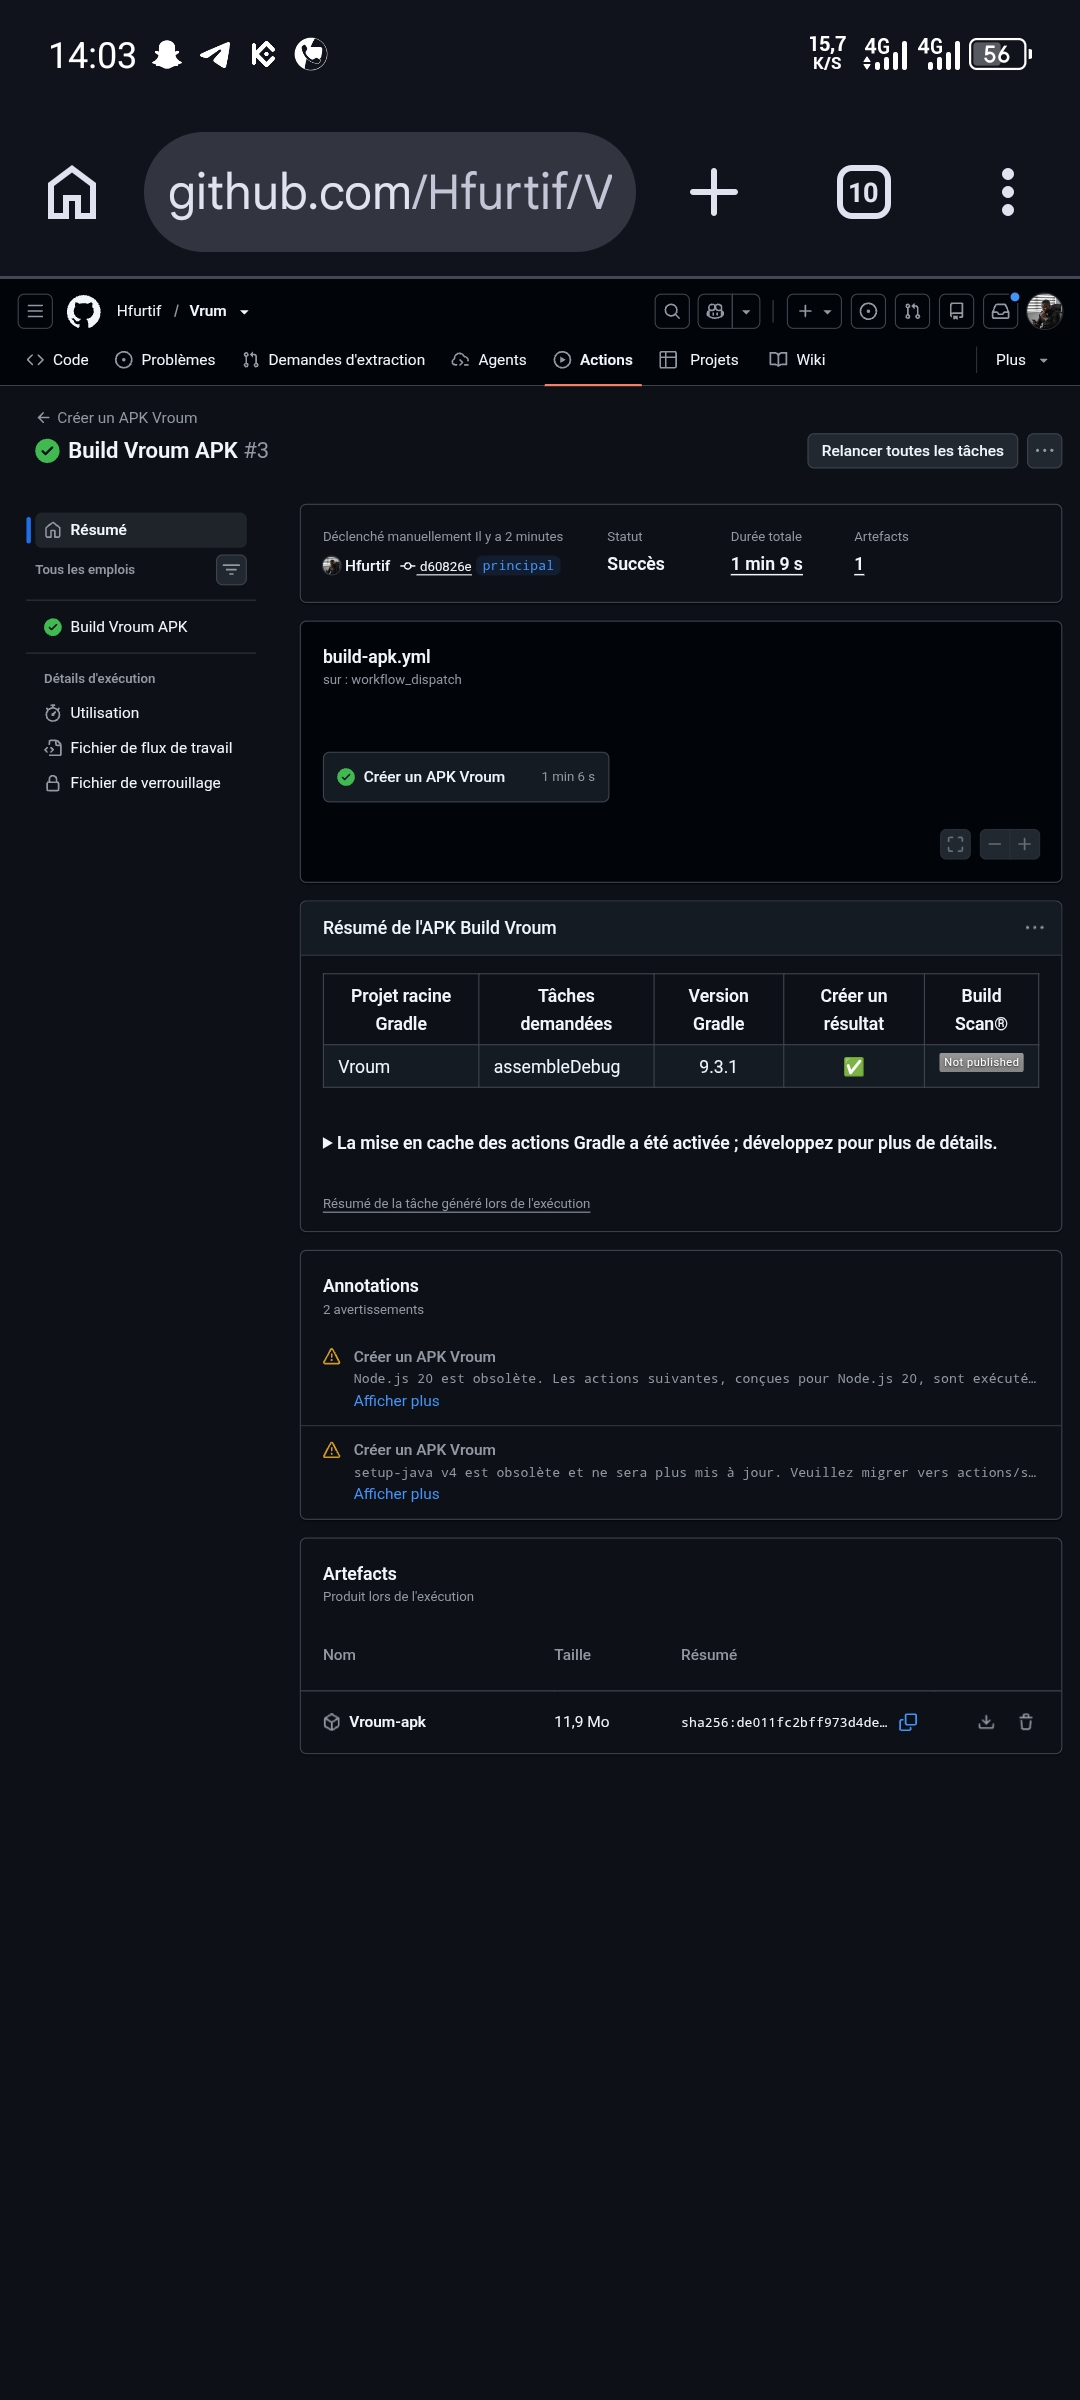 14:03
15,7 K/S 4G 4G 56
github.com/Hfurtif/V
10
Hfurtif / Vrum
Code Problèmes Demandes d'extraction Agents Actions Projets Wiki Plus
Créer un APK Vroum
Build Vroum APK #3
Relancer toutes les tâches
Résumé
Tous les emplois
Build Vroum APK
Détails d'exécution
Utilisation
Fichier de flux de travail
Fichier de verrouillage
Déclenché manuellement Il y a 2 minutes
Hfurtif d60826e principal
Statut
Succès
Durée totale
1 min 9 s
Artefacts
1
build-apk.yml
sur : workflow_dispatch
Créer un APK Vroum 1 min 6 s
Résumé de l'APK Build Vroum
Projet racine Gradle Tâches demandées Version Gradle Créer un résultat Build Scan®
Vroum assembleDebug 9.3.1 ✅ Not published
La mise en cache des actions Gradle a été activée ; développez pour plus de détails.
Résumé de la tâche généré lors de l'exécution
Annotations
2 avertissements
Créer un APK Vroum
Node.js 20 est obsolète. Les actions suivantes, conçues pour Node.js 20, sont exécuté…
Afficher plus
Créer un APK Vroum
setup-java v4 est obsolète et ne sera plus mis à jour. Veuillez migrer vers actions/s…
Afficher plus
Artefacts
Produit lors de l'exécution
Nom Taille Résumé
Vroum-apk 11,9 Mo sha256:de011fc2bff973d4de…